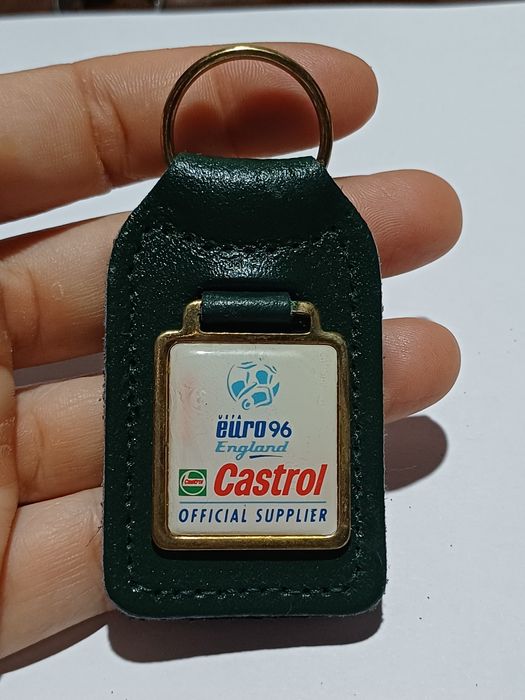 UEFA
euro96
England
Castrol Castrol
OFFICIAL SUPPLIER